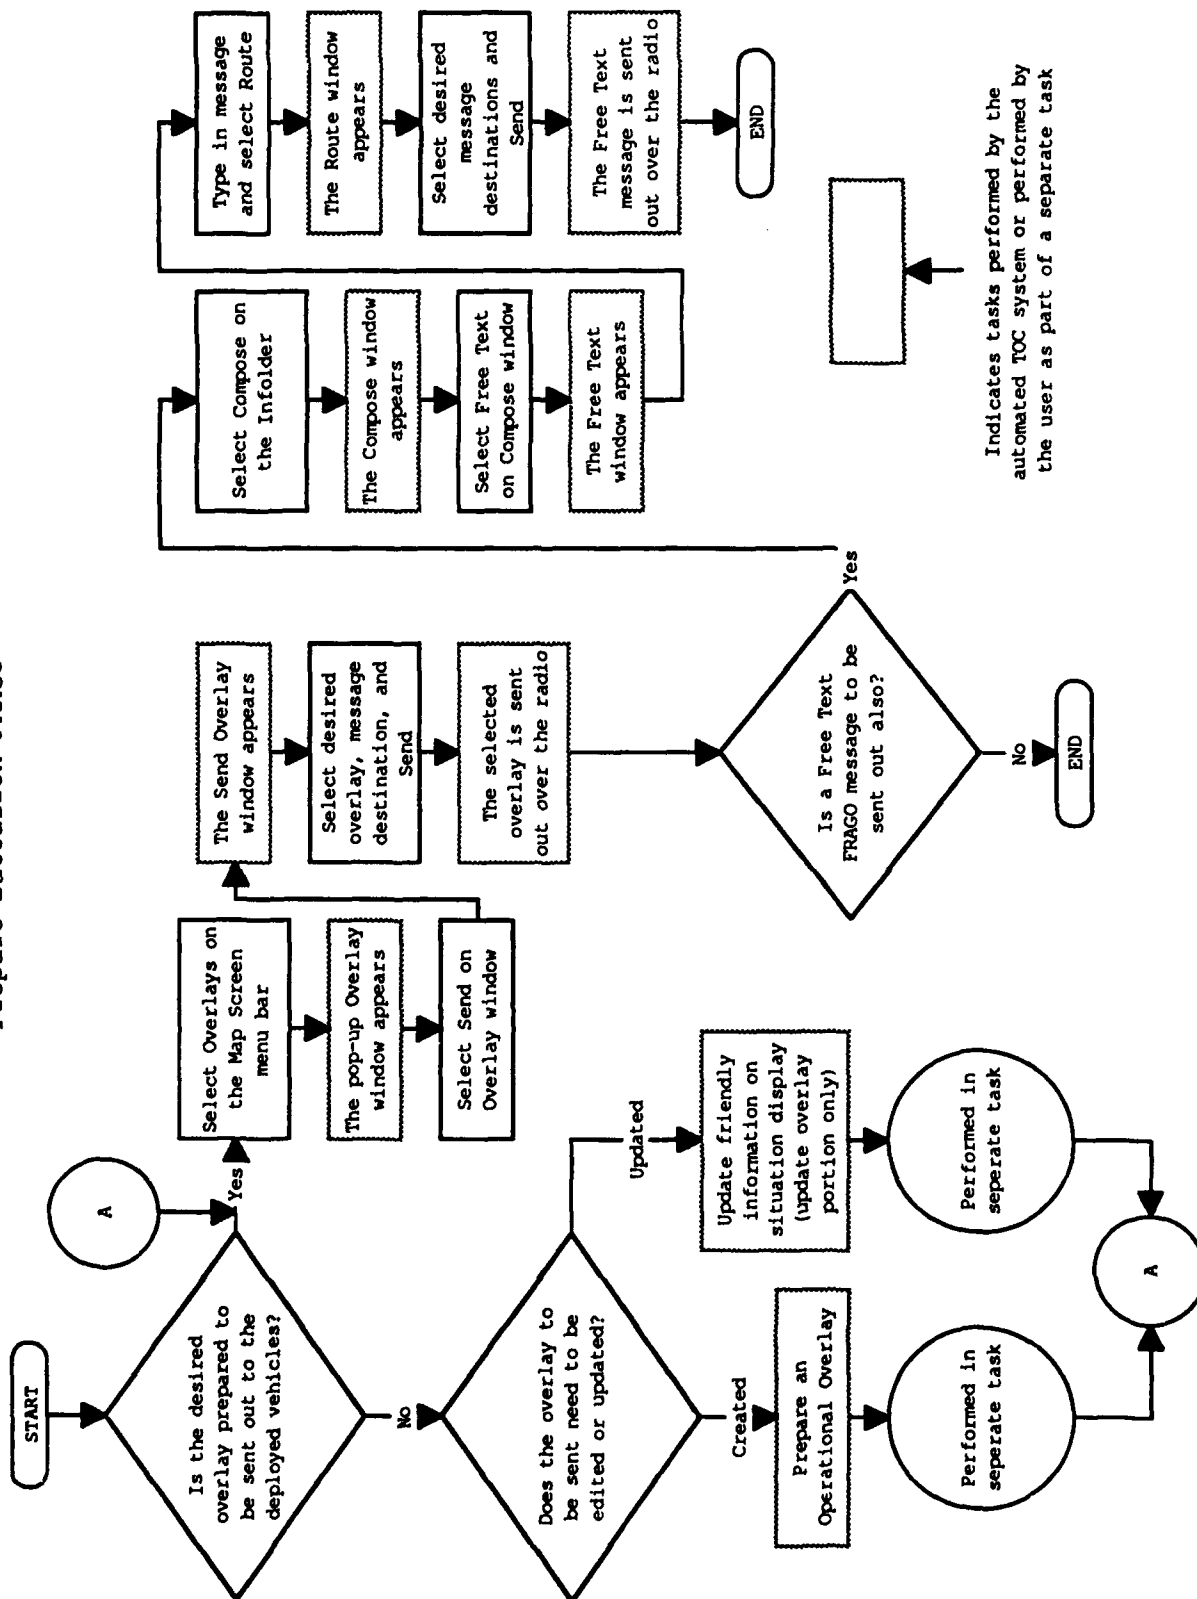 Prepare Battalion
START
Is the desired
overlay prepared to
be sent out to the
deployed vehicles?
A
Yes
No
Select Overlays on
the Map Screen
menu bar
The pop-up Overlay
window appears
Select Send on
Overlay window
The Send Overlay
window appears
Select desired
overlay, message
destination, and
Send
The selected
overlay is sent
out over the radio
Is a Free Text
FRAGO message to be
sent out also?
Yes
No
END
Select Compose on
the Infolder
The Compose window
appears
Select Free Text
on Compose window
The Free Text
window appears
Type in message
and select Route
The Route window
appears
Select desired
message
destinations and
Send
The Free Text
message is sent
out over the radio
END
Does the overlay to
be sent need to be
edited or updated?
Created
Updated
Prepare an
Operational Overlay
Performed in
seperate task
Update friendly
information on
situation display
(update overlay
portion only)
Performed in
seperate task
A
Indicates tasks performed by the
automated TOC system or performed by
the user as part of a separate task